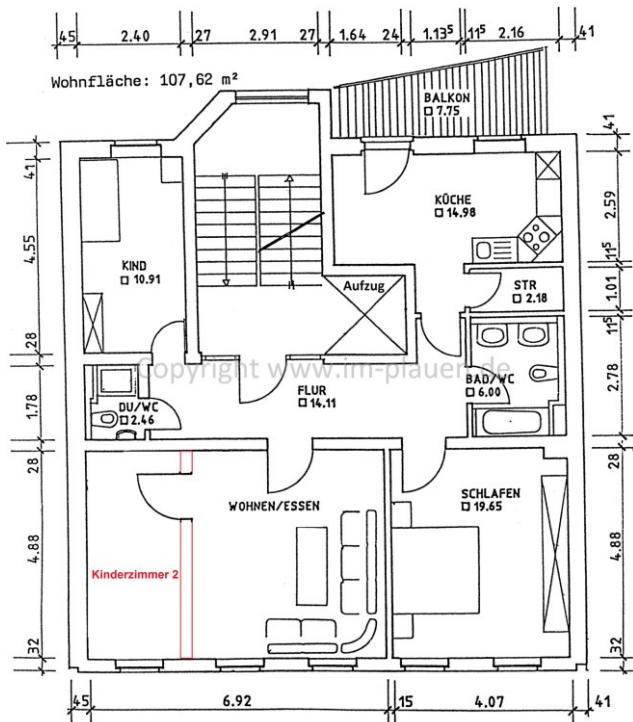 45 2.40 27 2.91 27 1.64 24 1.13⁵ 11⁵ 2.16 41
Wohnfläche: 107,62 m²
BALKON
□ 7.75
41
41
KÜCHE
□ 14.98
2.59
4.55
KIND
□ 10.91
Aufzug
11⁵
STR
□ 2.18
1.01
28
11⁵
Copyright www.im-plauen.de
FLUR
□ 14.11
BAD/WC
□ 6.00
2.78
1.78
DU/WC
□ 2.46
28
28
WOHNEN/ESSEN
SCHLAFEN
□ 19.65
4.88
4.88
Kinderzimmer 2
32
32
45 6.92 15 4.07 41